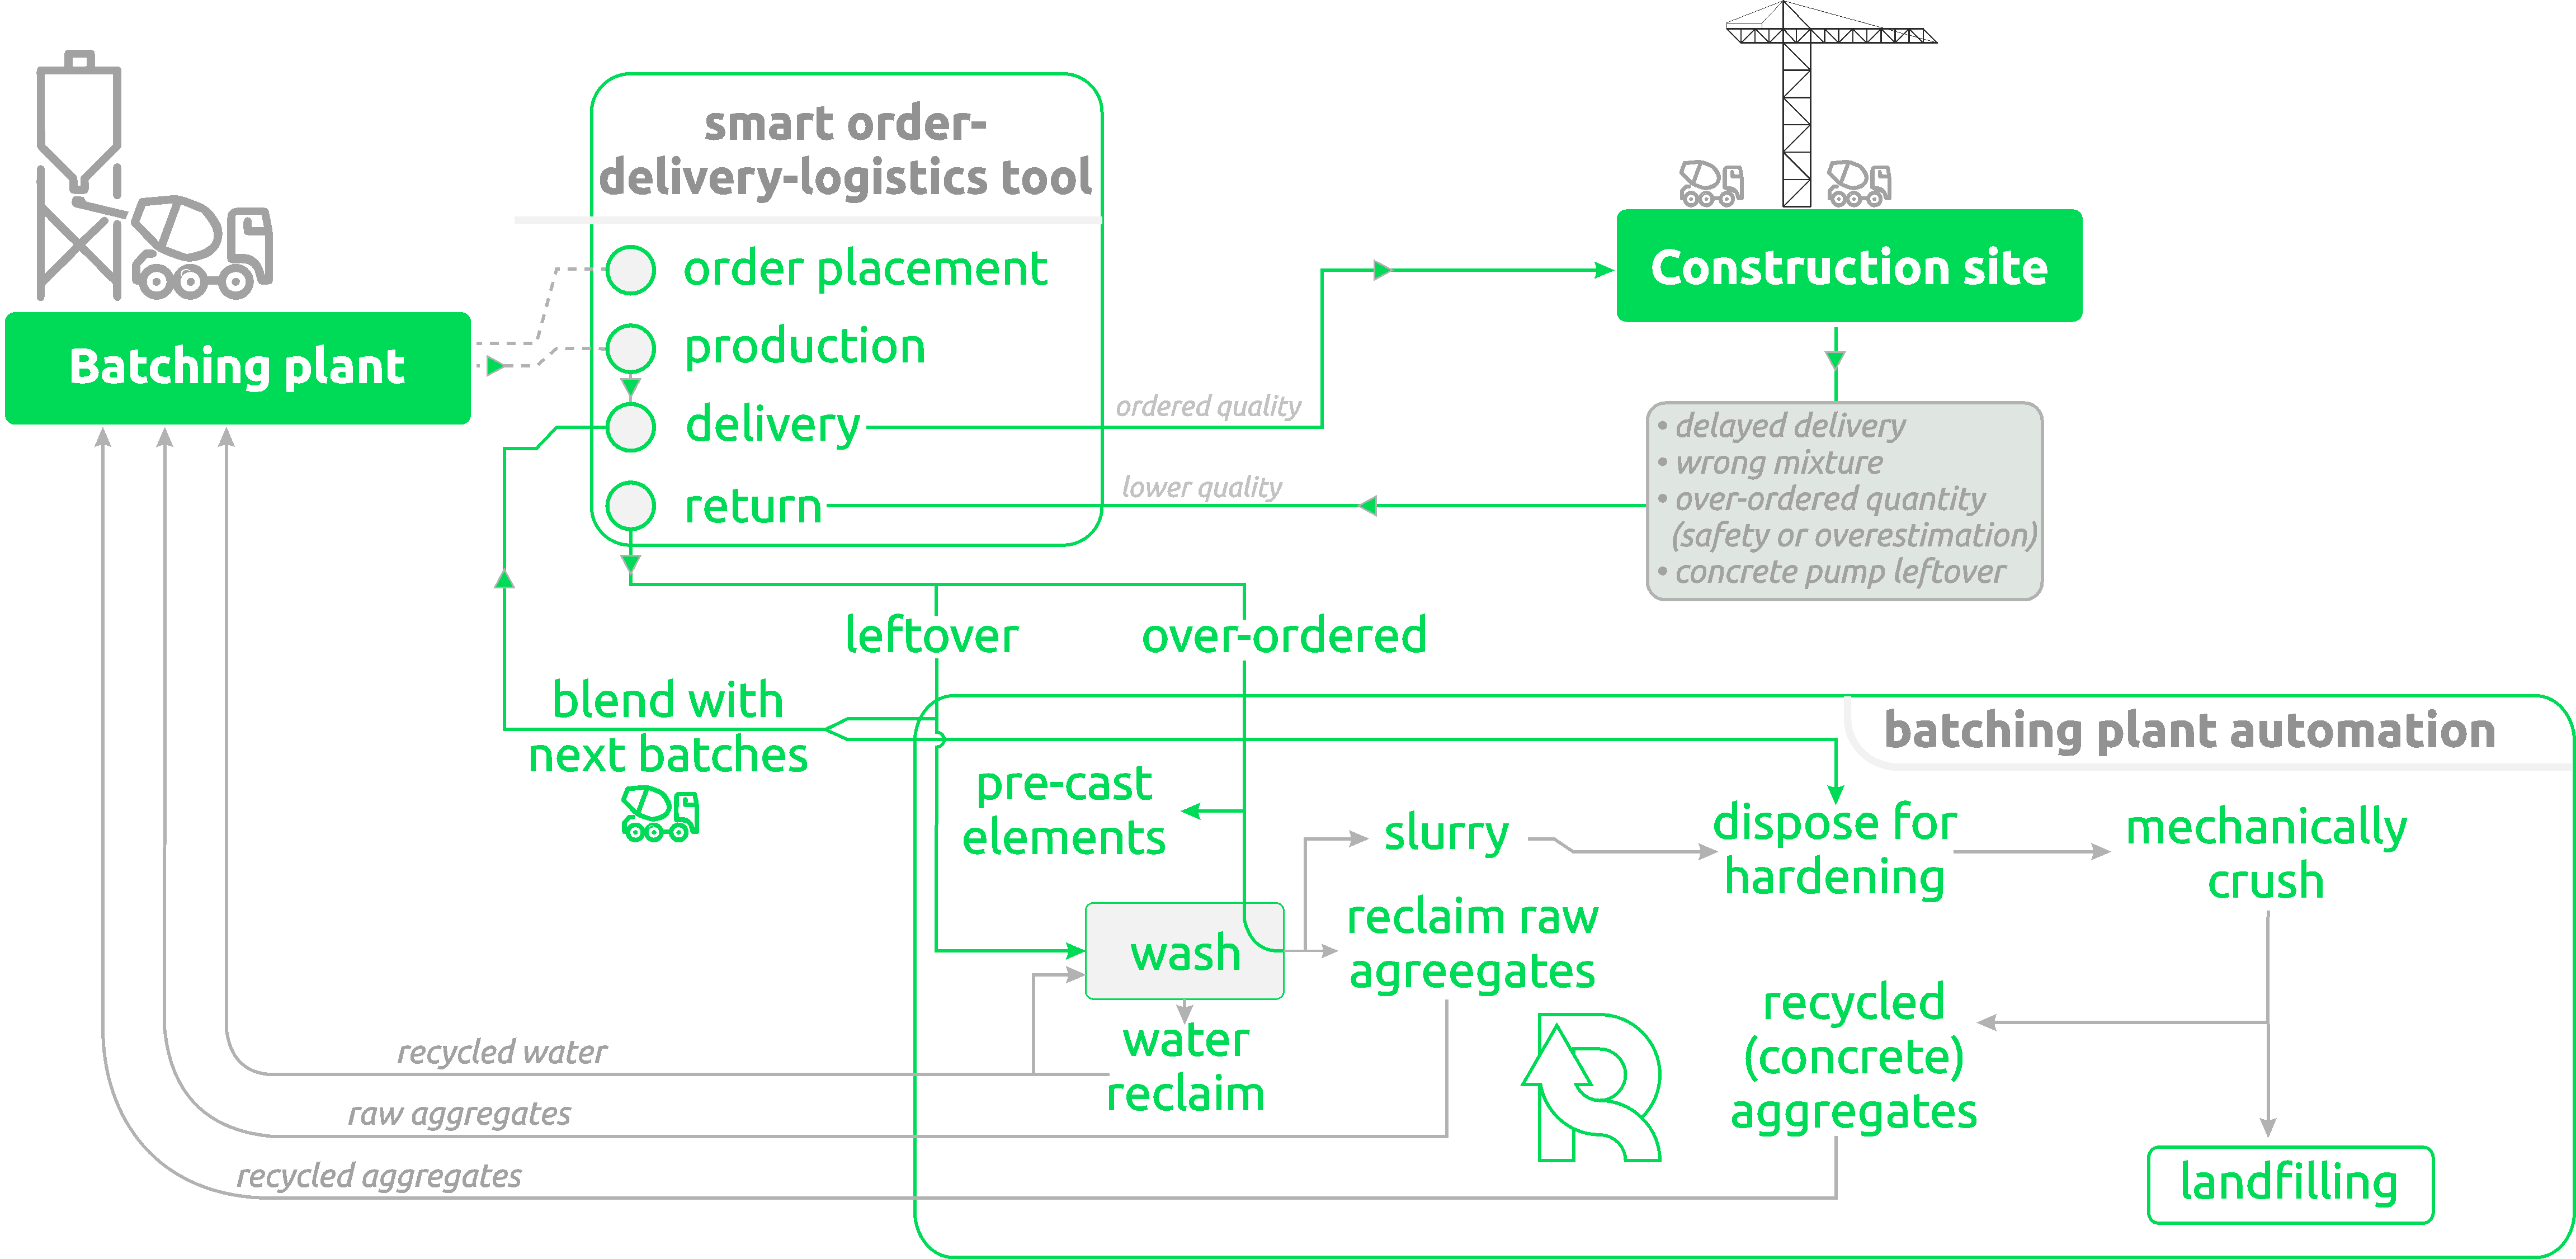 smart order-
delivery-logistics tool
order placement
production
delivery
return
Batching plant
Construction site
ordered quality
lower quality
• delayed delivery
• wrong mixture
• over-ordered quantity
(safety or overestimation)
• concrete pump leftover
leftover
over-ordered
blend with
next batches
batching plant automation
pre-cast
elements
slurry
dispose for
hardening
mechanically
crush
wash
reclaim raw
agreegates
water
reclaim
recycled
(concrete)
aggregates
landfilling
recycled water
raw aggregates
recycled aggregates